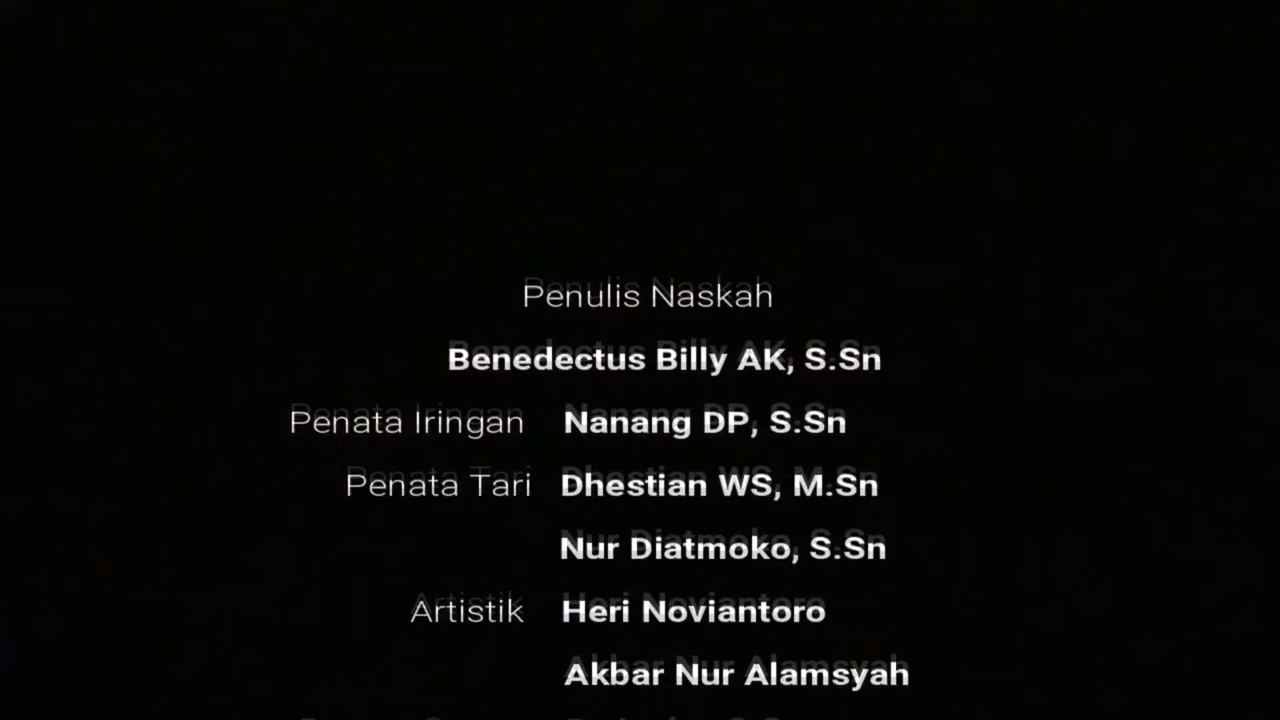 Penulis Naskah
Benedectus Billy AK, S.Sn
Penata Iringan Nanang DP, S.Sn
Penata Tari Dhestian WS, M.Sn
Nur Diatmoko, S.Sn
Artistik Heri Noviantoro
Akbar Nur Alamsyah